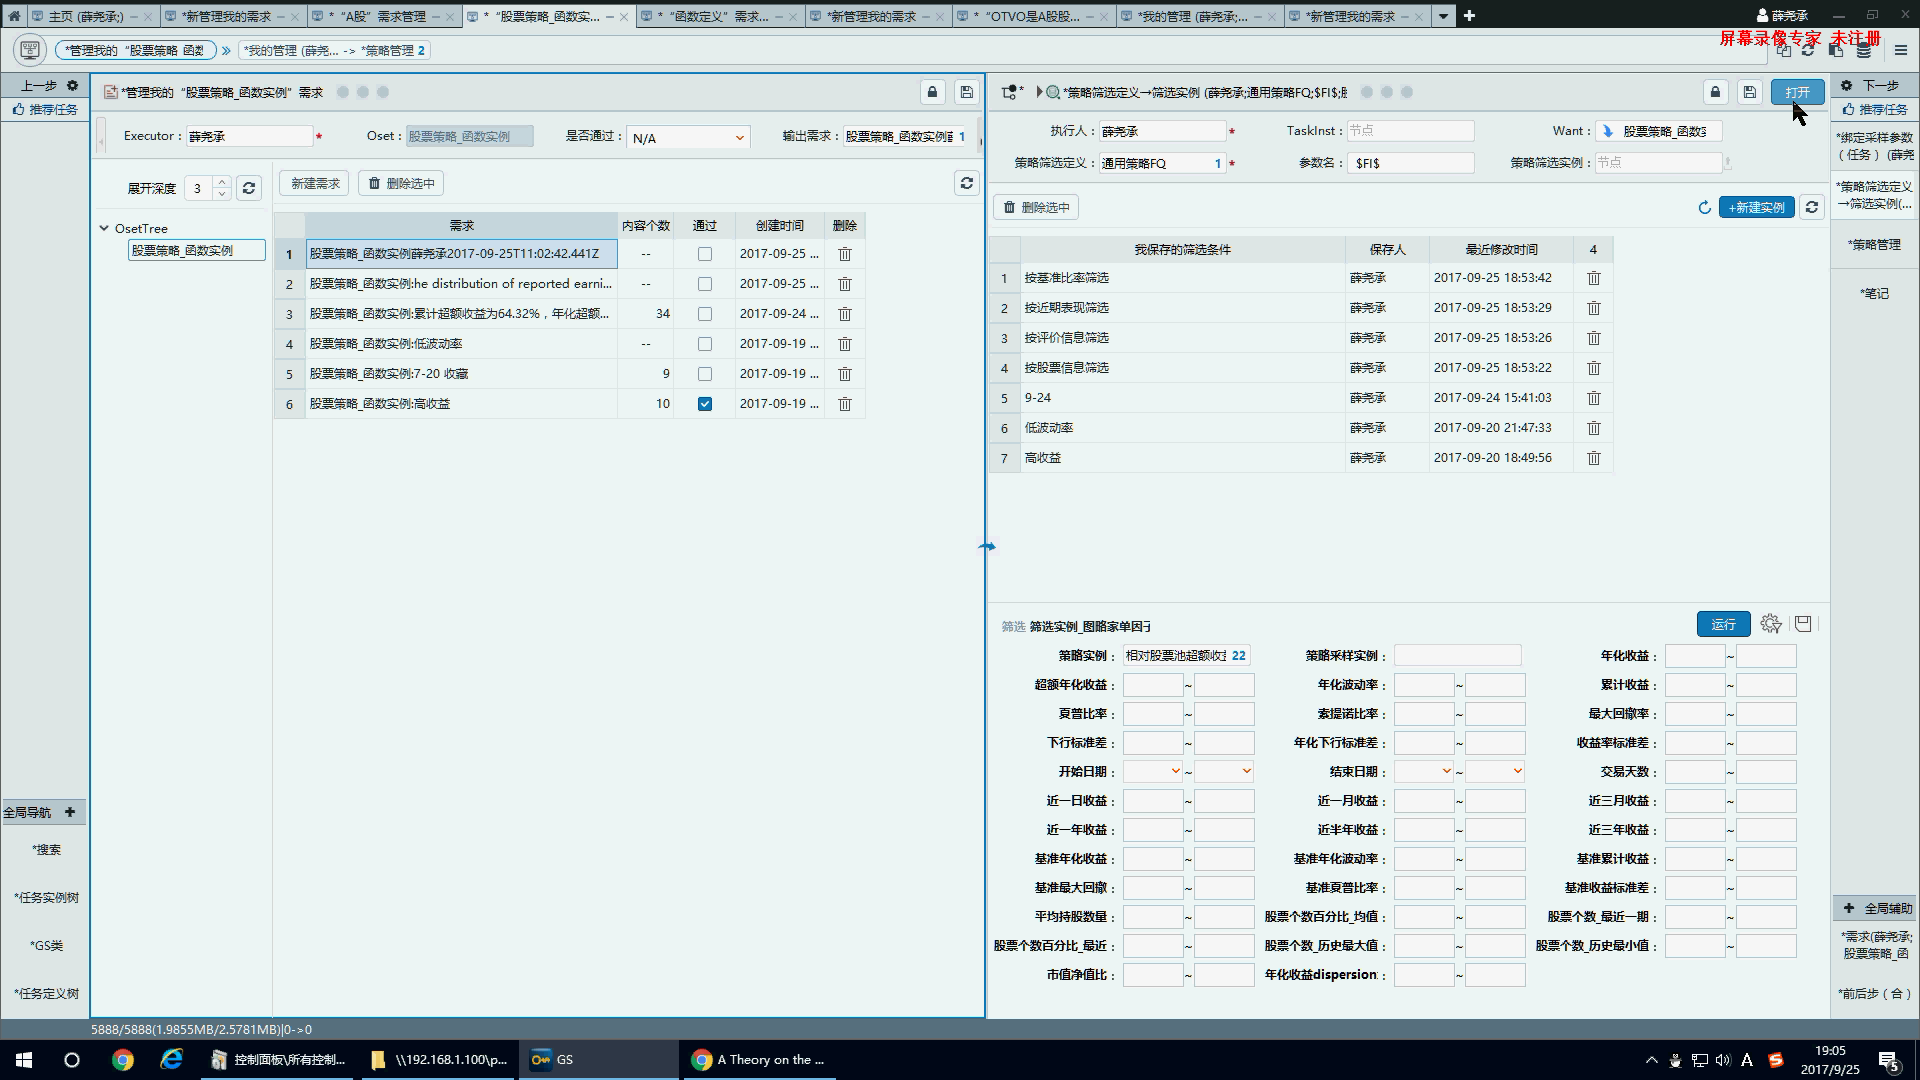 主页 (薛尧承;)
*新管理我的需求
*“A股”需求管理
*“股票策略_函数实...
*“函数定义”需求...
*新管理我的需求
*“OTVO是A股股...
*我的管理 (薛尧承;...
*新管理我的需求
薛尧承
屏幕录像专家 未注册
*管理我的“股票策略 函数
*我的管理 (薛尧... -> *策略管理 2
上一步
推荐任务
*管理我的“股票策略_函数实例”需求
Executor : 薛尧承 *
Oset : 股票策略_函数实例
是否通过 : N/A
输出需求 : 股票策略_函数实例 1
展开深度 3
新建需求
删除选中
OsetTree
股票策略_函数实例
需求 内容个数 通过 创建时间 删除
1 股票策略_函数实例薛尧承2017-09-25T11:02:42.441Z -- 2017-09-25 ...
2 股票策略_函数实例:he distribution of reported earni... -- 2017-09-25 ...
3 股票策略_函数实例:累计超额收益为64.32%，年化超额... 34 2017-09-24 ...
4 股票策略_函数实例:低波动率 -- 2017-09-19 ...
5 股票策略_函数实例:7-20 收藏 9 2017-09-19 ...
6 股票策略_函数实例:高收益 10 2017-09-19 ...
*策略筛选定义→筛选实例 (薛尧承;通用策略FQ;$FI$;
打开
执行人 : 薛尧承 *
TaskInst : 节点
Want : 股票策略_函数
策略筛选定义 : 通用策略FQ 1 *
参数名 : $FI$
策略筛选实例 : 节点
删除选中
+新建实例
我保存的筛选条件 保存人 最近修改时间 4
1 按基准比率筛选 薛尧承 2017-09-25 18:53:42
2 按近期表现筛选 薛尧承 2017-09-25 18:53:29
3 按评价信息筛选 薛尧承 2017-09-25 18:53:26
4 按股票信息筛选 薛尧承 2017-09-25 18:53:22
5 9-24 薛尧承 2017-09-24 15:41:03
6 低波动率 薛尧承 2017-09-20 21:47:33
7 高收益 薛尧承 2017-09-20 18:49:56
筛选 筛选实例_图略家单因子
运行
策略实例 : 相对股票池超额收益 22 策略采样实例 : 年化收益 : ~
超额年化收益 : ~ 年化波动率 : ~ 累计收益 : ~
夏普比率 : ~ 索提诺比率 : ~ 最大回撤率 : ~
下行标准差 : ~ 年化下行标准差 : ~ 收益率标准差 : ~
开始日期 : ~ 结束日期 : ~ 交易天数 : ~
近一日收益 : ~ 近一月收益 : ~ 近三月收益 : ~
近一年收益 : ~ 近半年收益 : ~ 近三年收益 : ~
基准年化收益 : ~ 基准年化波动率 : ~ 基准累计收益 : ~
基准最大回撤 : ~ 基准夏普比率 : ~ 基准收益标准差 : ~
平均持股数量 : ~ 股票个数百分比_均值 : ~ 股票个数_最近一期 : ~
股票个数百分比_最近 : ~ 股票个数_历史最大值 : ~ 股票个数_历史最小值 : ~
市值净值比 : ~ 年化收益dispersion : ~
下一步
推荐任务
*绑定采样参数
（任务）(薛尧
*策略筛选定义
→筛选实例(...
*策略管理
*笔记
+ 全局辅助
*需求(薛尧承;
股票策略_函
*前后步（合）
全局导航 +
*搜索
*任务实例树
*GS类
*任务定义树
5888/5888(1.9855MB/2.5781MB)|0->0
控制面板\所有控制...
\\192.168.1.100\p...
GS
A Theory on the ...
A
19:05
2017/9/25
5